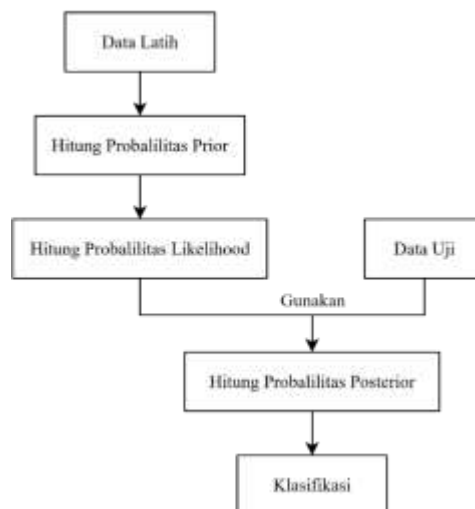 Data Latih
Hitung Probalilitas Prior
Hitung Probalilitas Likelihood
Data Uji
Gunakan
Hitung Probalilitas Posterior
Klasifikasi